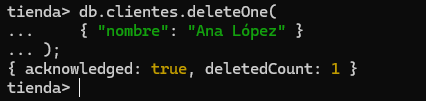 tienda> db.clientes.deleteOne(
...     { "nombre": "Ana López" }
... );
{ acknowledged: true, deletedCount: 1 }
tienda>